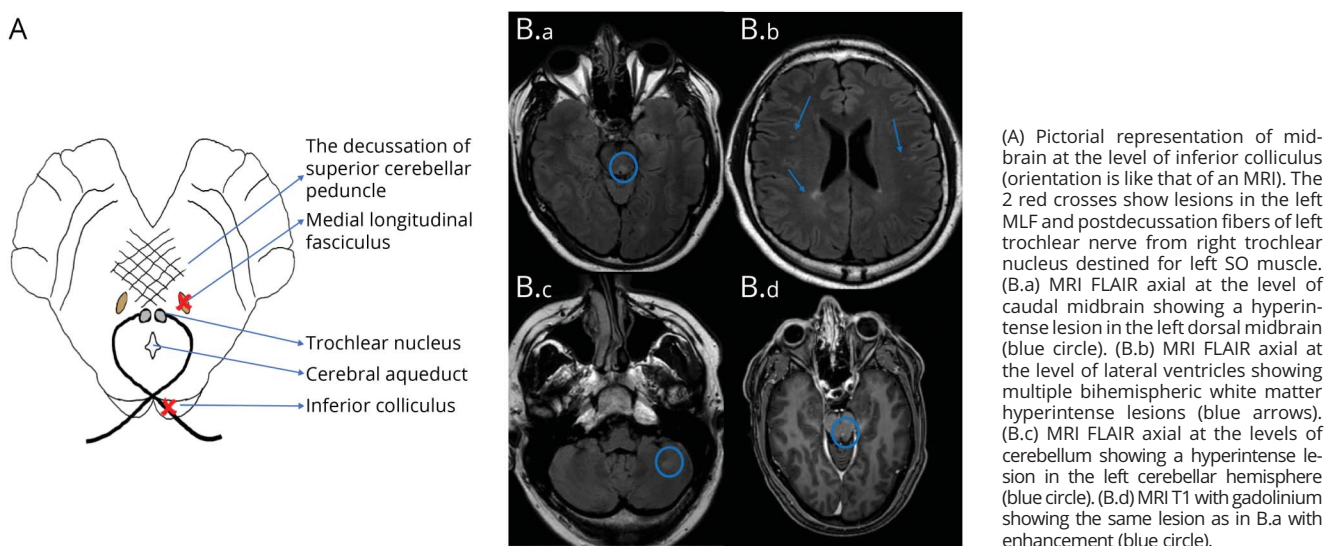 A
The decussation of
superior cerebellar
peduncle
Medial longitudinal
fasciculus
Trochlear nucleus
Cerebral aqueduct
Inferior colliculus
B.a
B.b
B.c
B.d
(A) Pictorial representation of mid-
brain at the level of inferior colliculus
(orientation is like that of an MRI). The
2 red crosses show lesions in the left
MLF and postdecussation fibers of left
trochlear nerve from right trochlear
nucleus destined for left SO muscle.
(B.a) MRI FLAIR axial at the level of
caudal midbrain showing a hyperin-
tense lesion in the left dorsal midbrain
(blue circle). (B.b) MRI FLAIR axial at
the level of lateral ventricles showing
multiple bihemispheric white matter
hyperintense lesions (blue arrows).
(B.c) MRI FLAIR axial at the levels of
cerebellum showing a hyperintense le-
sion in the left cerebellar hemisphere
(blue circle). (B.d) MRI T1 with gadolinium
showing the same lesion as in B.a with
enhancement (blue circle).